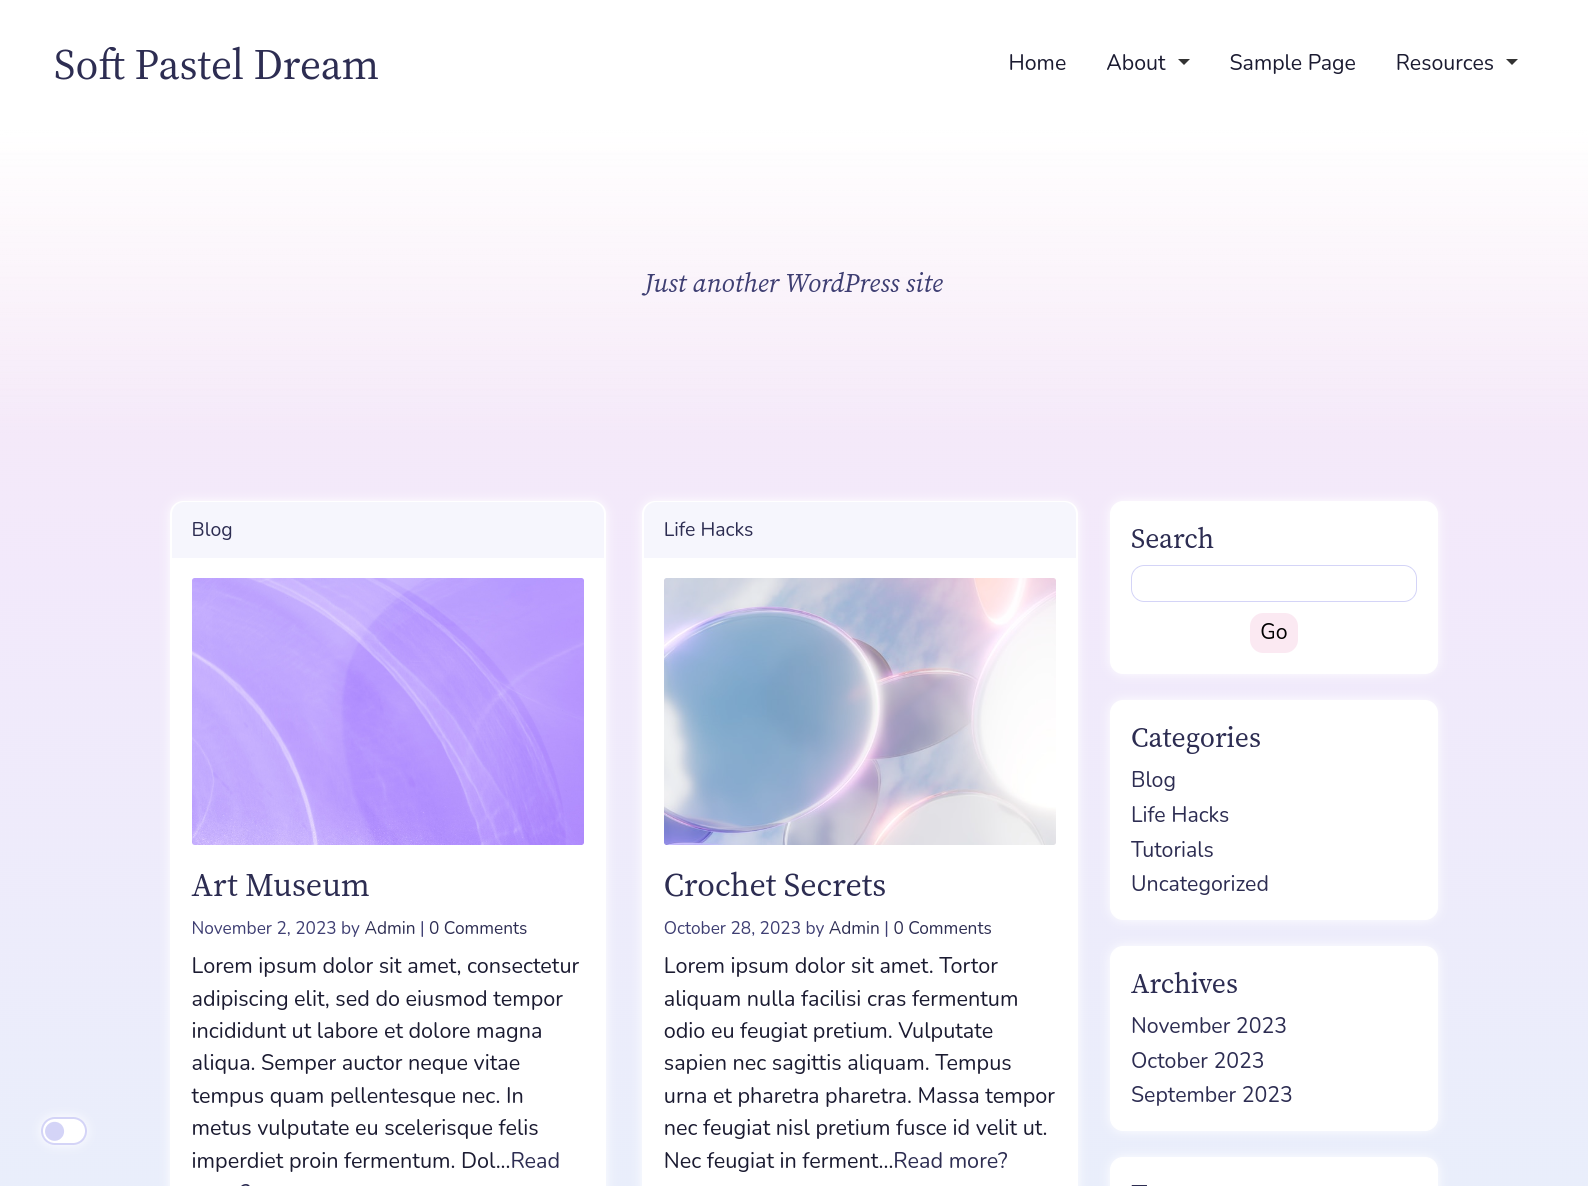 Soft Pastel Dream
Home
About
Sample Page
Resources
Just another WordPress site
Blog
Art Museum
November 2, 2023 by Admin | 0 Comments
Lorem ipsum dolor sit amet, consectetur
adipiscing elit, sed do eiusmod tempor
incididunt ut labore et dolore magna
aliqua. Semper auctor neque vitae
tempus quam pellentesque nec. In
metus vulputate eu scelerisque felis
imperdiet proin fermentum. Dol...Read
Life Hacks
Crochet Secrets
October 28, 2023 by Admin | 0 Comments
Lorem ipsum dolor sit amet. Tortor
aliquam nulla facilisi cras fermentum
odio eu feugiat pretium. Vulputate
sapien nec sagittis aliquam. Tempus
urna et pharetra pharetra. Massa tempor
nec feugiat nisl pretium fusce id velit ut.
Nec feugiat in ferment...Read more?
Search
Go
Categories
Blog
Life Hacks
Tutorials
Uncategorized
Archives
November 2023
October 2023
September 2023